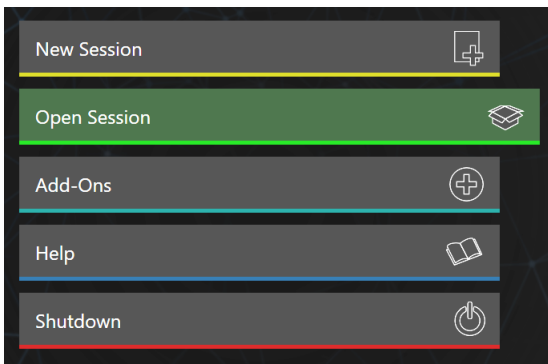 New Session
Open Session
Add-Ons
Help
Shutdown